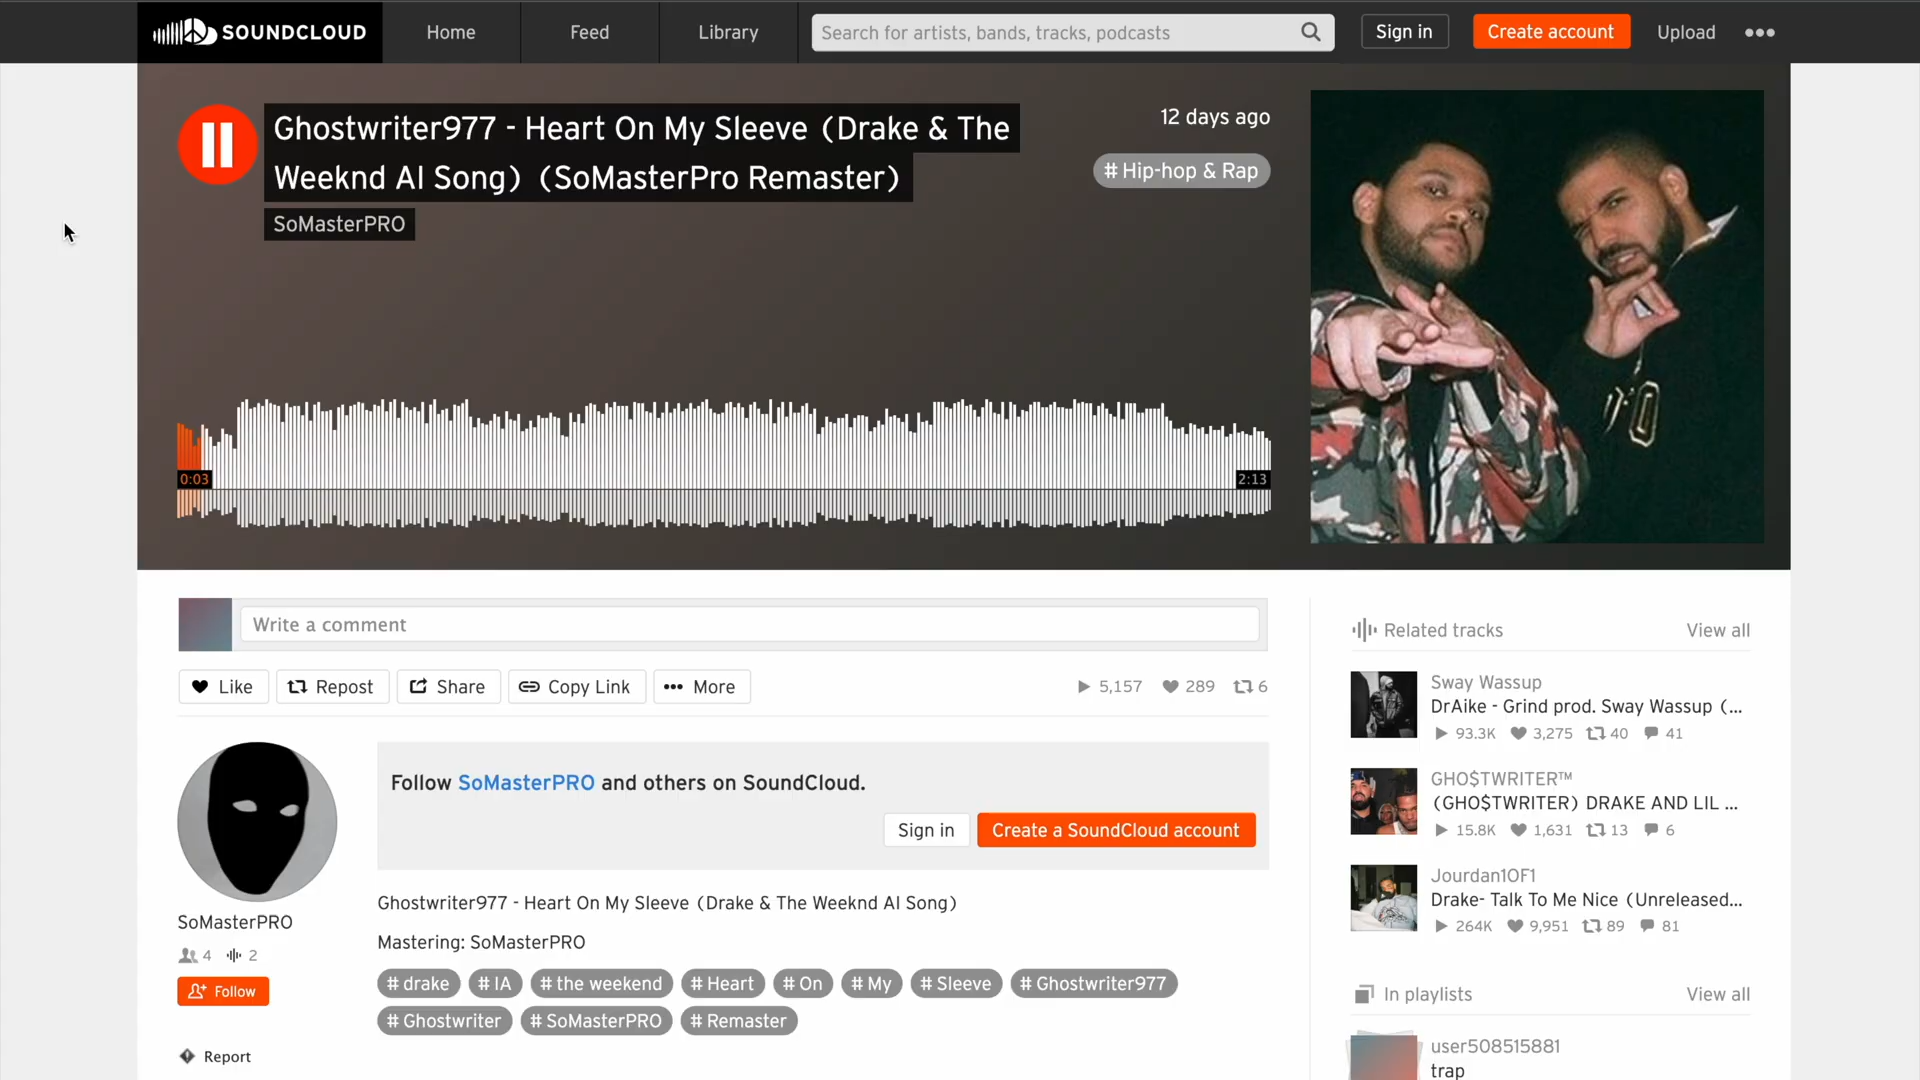 SOUNDCLOUD
Home
Feed
Library
Search for artists, bands, tracks, podcasts
Sign in
Create account
Upload
Ghostwriter977 - Heart On My Sleeve (Drake & The
Weeknd AI Song) (SoMasterPro Remaster)
SoMasterPRO
12 days ago
# Hip-hop & Rap
0:03
2:13
Write a comment
Like
Repost
Share
Copy Link
More
5,157
289
6
SoMasterPRO
4
2
Follow
Report
Follow SoMasterPRO and others on SoundCloud.
Sign in
Create a SoundCloud account
Ghostwriter977 - Heart On My Sleeve (Drake & The Weeknd AI Song)
Mastering: SoMasterPRO
# drake # IA # the weekend # Heart # On # My # Sleeve # Ghostwriter977
# Ghostwriter # SoMasterPRO # Remaster
Related tracks
View all
Sway Wassup
DrAike - Grind prod. Sway Wassup (...
93.3K 3,275 40 41
GHO$TWRITER™
(GHO$TWRITER) DRAKE AND LIL ...
15.8K 1,631 13 6
Jourdan1OF1
Drake- Talk To Me Nice (Unreleased...
264K 9,951 89 81
In playlists
View all
user508515881
trap